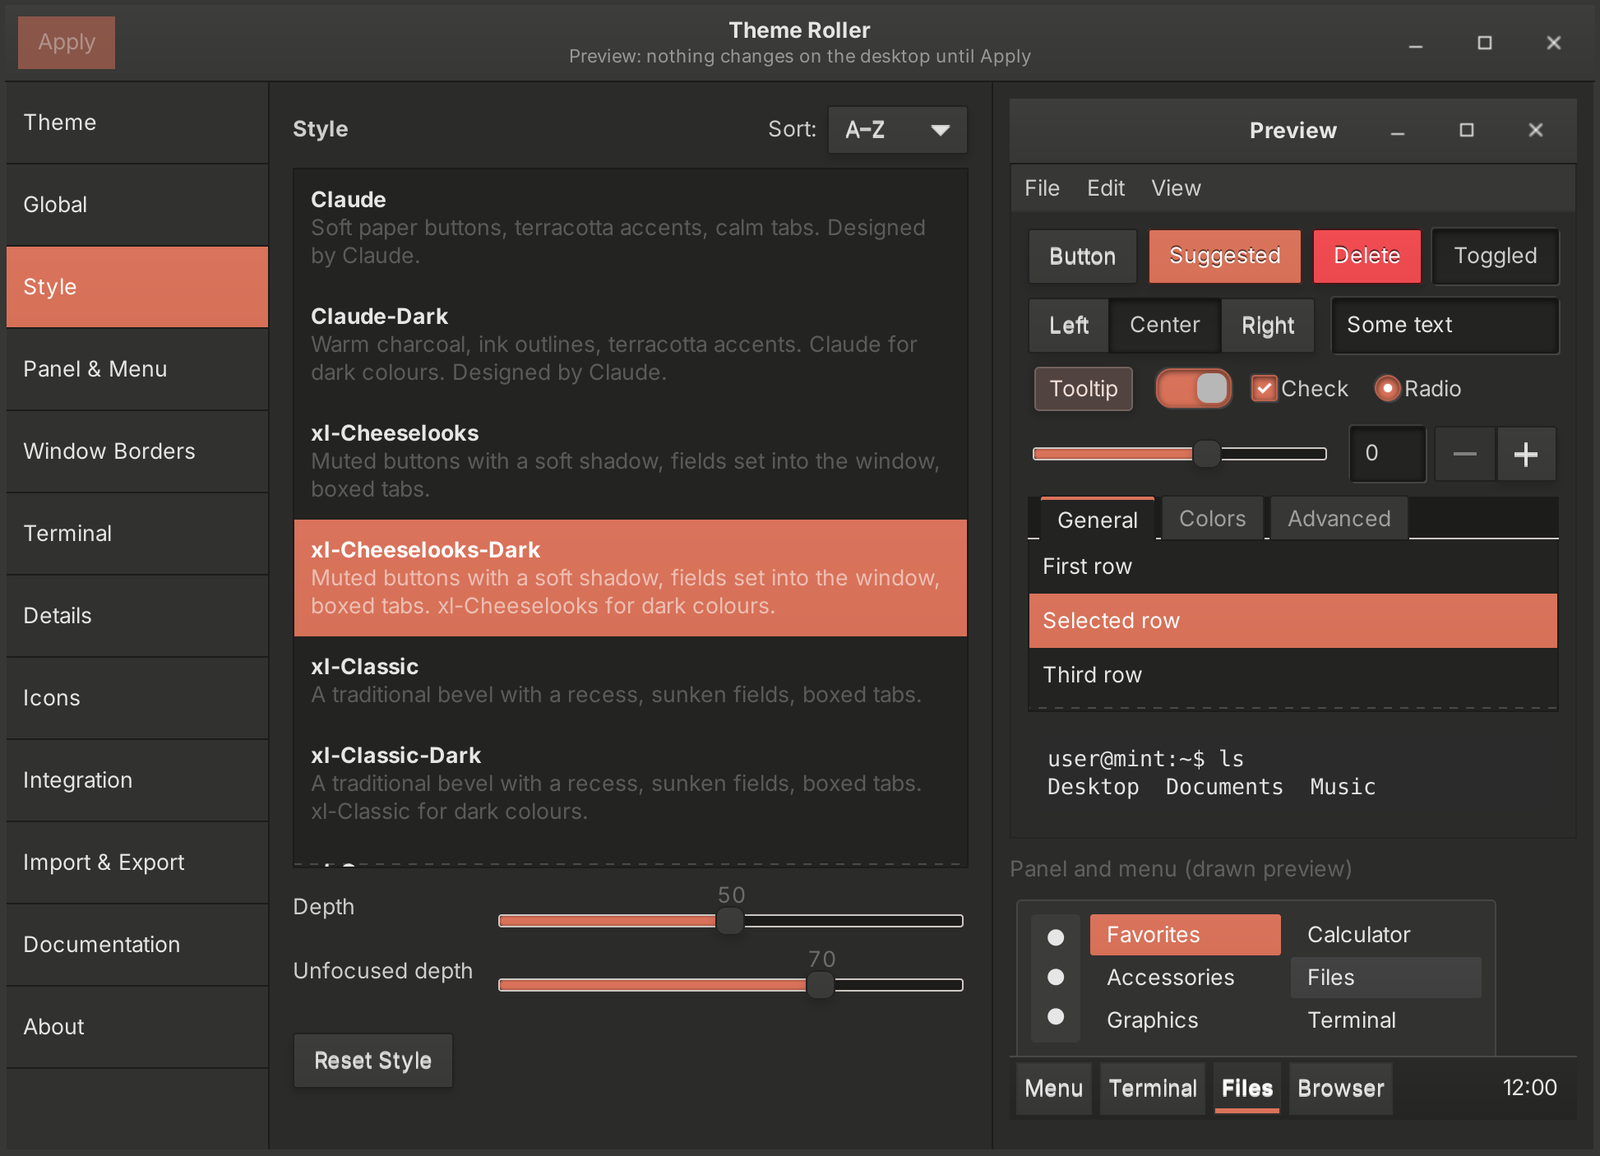 Apply
Theme Roller
Preview: nothing changes on the desktop until Apply
Theme
Global
Style
Panel & Menu
Window Borders
Terminal
Details
Icons
Integration
Import & Export
Documentation
About
Style
Sort: A–Z
Claude
Soft paper buttons, terracotta accents, calm tabs. Designed
by Claude.
Claude-Dark
Warm charcoal, ink outlines, terracotta accents. Claude for
dark colours. Designed by Claude.
xl-Cheeselooks
Muted buttons with a soft shadow, fields set into the window,
boxed tabs.
xl-Cheeselooks-Dark
Muted buttons with a soft shadow, fields set into the window,
boxed tabs. xl-Cheeselooks for dark colours.
xl-Classic
A traditional bevel with a recess, sunken fields, boxed tabs.
xl-Classic-Dark
A traditional bevel with a recess, sunken fields, boxed tabs.
xl-Classic for dark colours.
Depth
50
Unfocused depth
70
Reset Style
Preview
File Edit View
Button Suggested Delete Toggled
Left Center Right Some text
Tooltip Check Radio
0
General Colors Advanced
First row
Selected row
Third row
user@mint:~$ ls
Desktop Documents Music
Panel and menu (drawn preview)
Favorites Calculator
Accessories Files
Graphics Terminal
Menu Terminal Files Browser 12:00